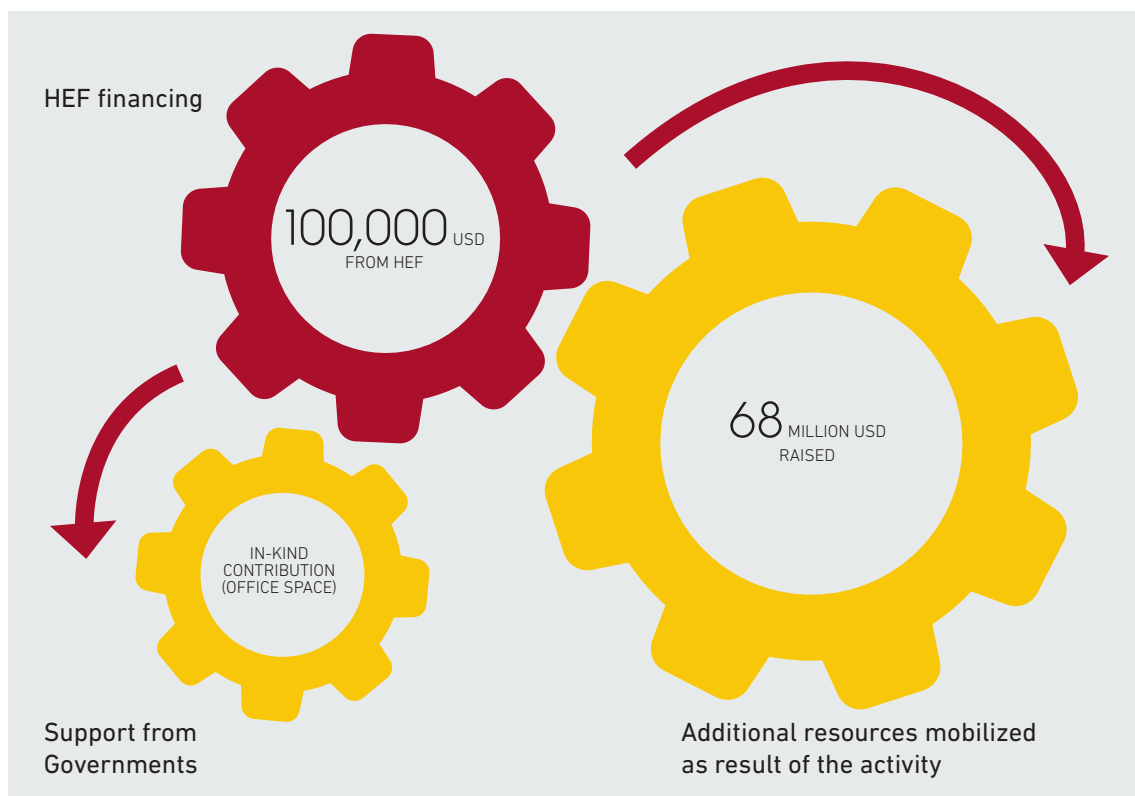 HEF financing
100,000 USD
FROM HEF
68 MILLION USD
RAISED
IN-KIND
CONTRIBUTION
(OFFICE SPACE)
Support from
Governments
Additional resources mobilized
as result of the activity